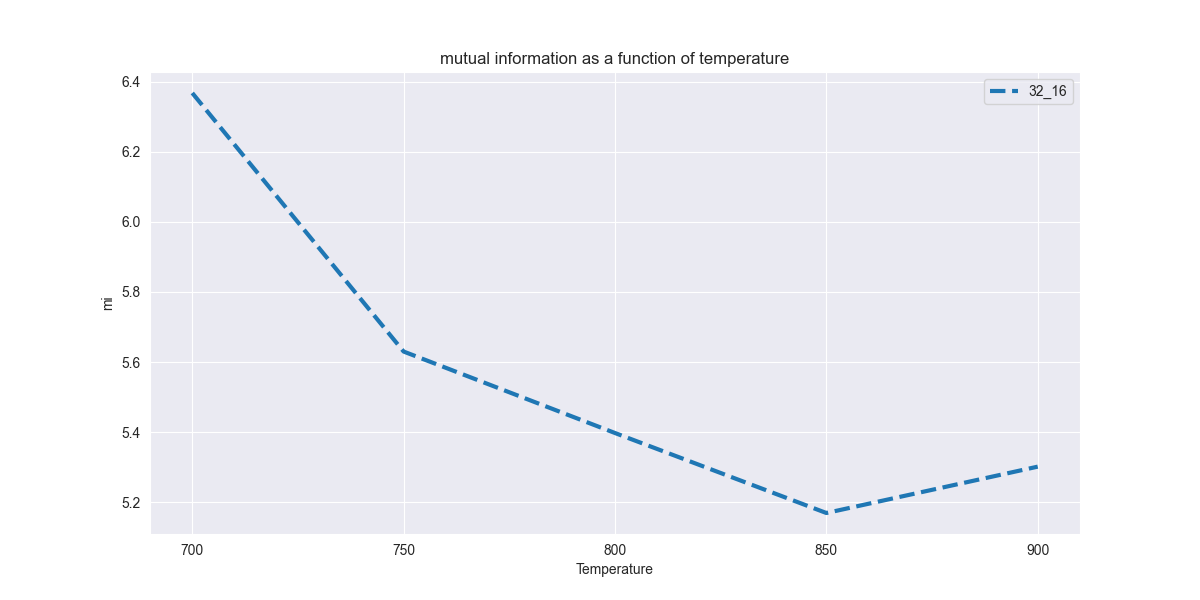 mutual information as a function of temperature
32_16
6.4
6.2
6.0
5.8
5.6
5.4
5.2
mi
700 750 800 850 900
Temperature